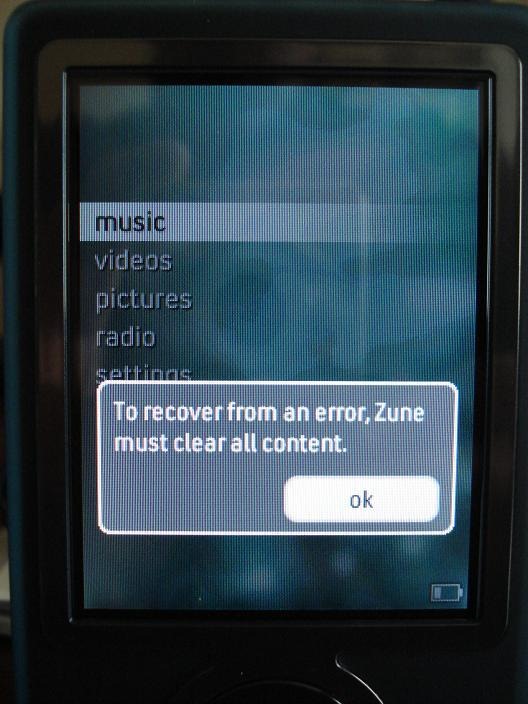 music
videos
pictures
radio
settings
To recover from an error, Zune
must clear all content.
ok